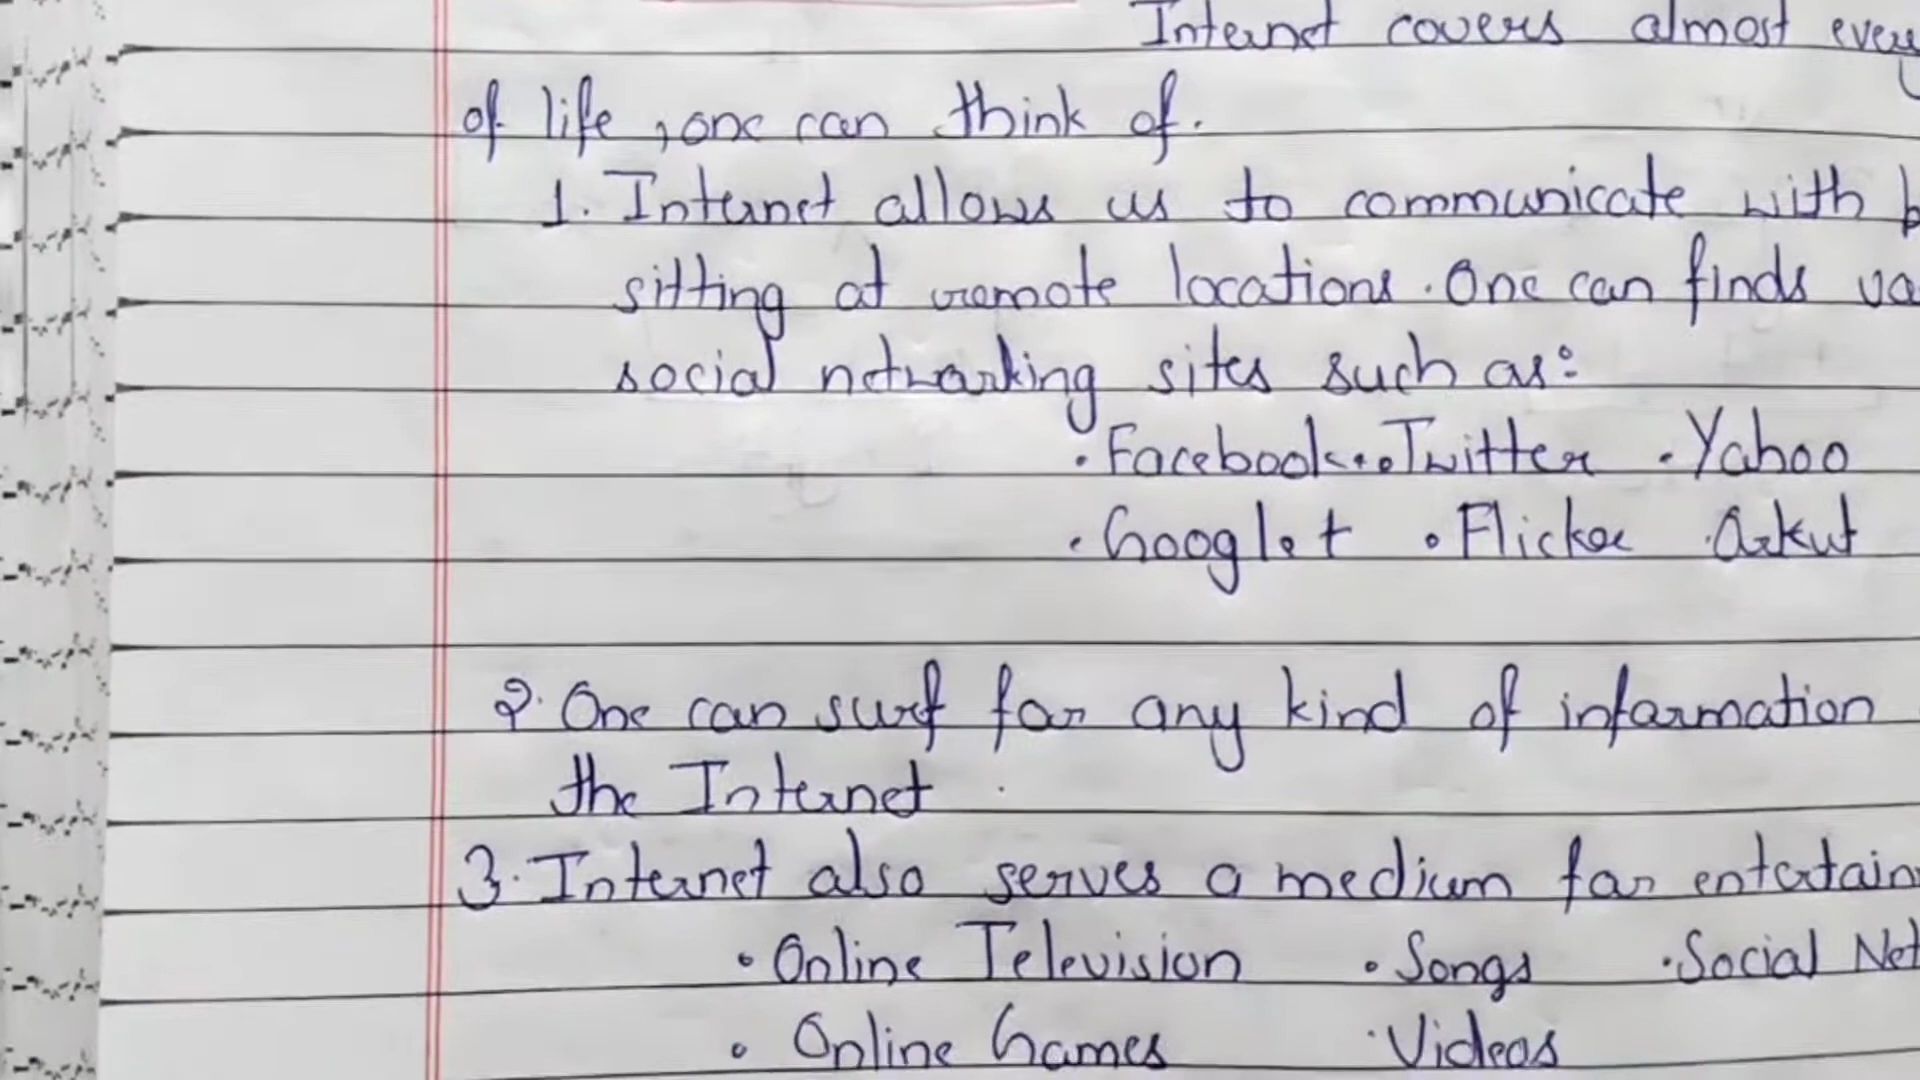 Internet covers almost every
of life, one can think of.
1. Internet allows us to communicate with
sitting at remote locations. One can finds va
social networking sites such as:
• Facebook • Twitter • Yahoo
• Google+ • Flicker • Orkut
2. One can surf for any kind of information
the Internet.
3. Internet also serves a medium for entertain
• Online Television • Songs • Social Net
• Online Games • Videos